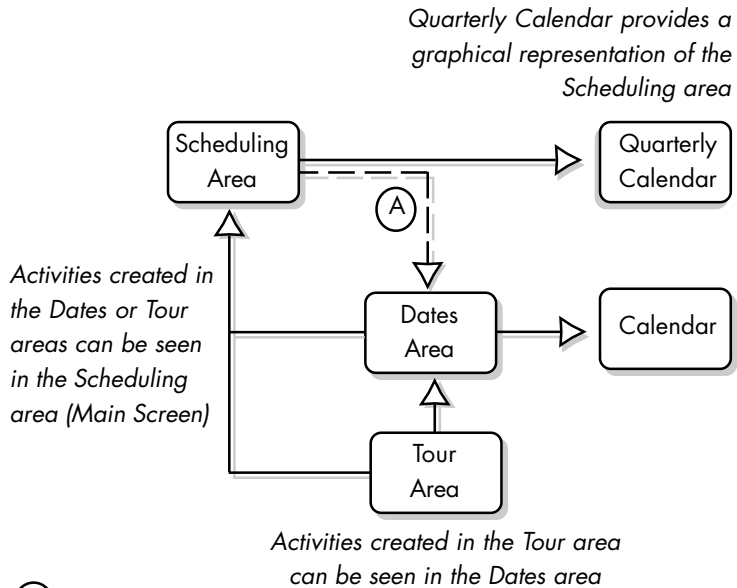 Quarterly Calendar provides a
graphical representation of the
Scheduling area
Scheduling
Area
Quarterly
Calendar
A
Activities created in
the Dates or Tour
areas can be seen
in the Scheduling
area (Main Screen)
Dates
Area
Calendar
Tour
Area
Activities created in the Tour area
can be seen in the Dates area